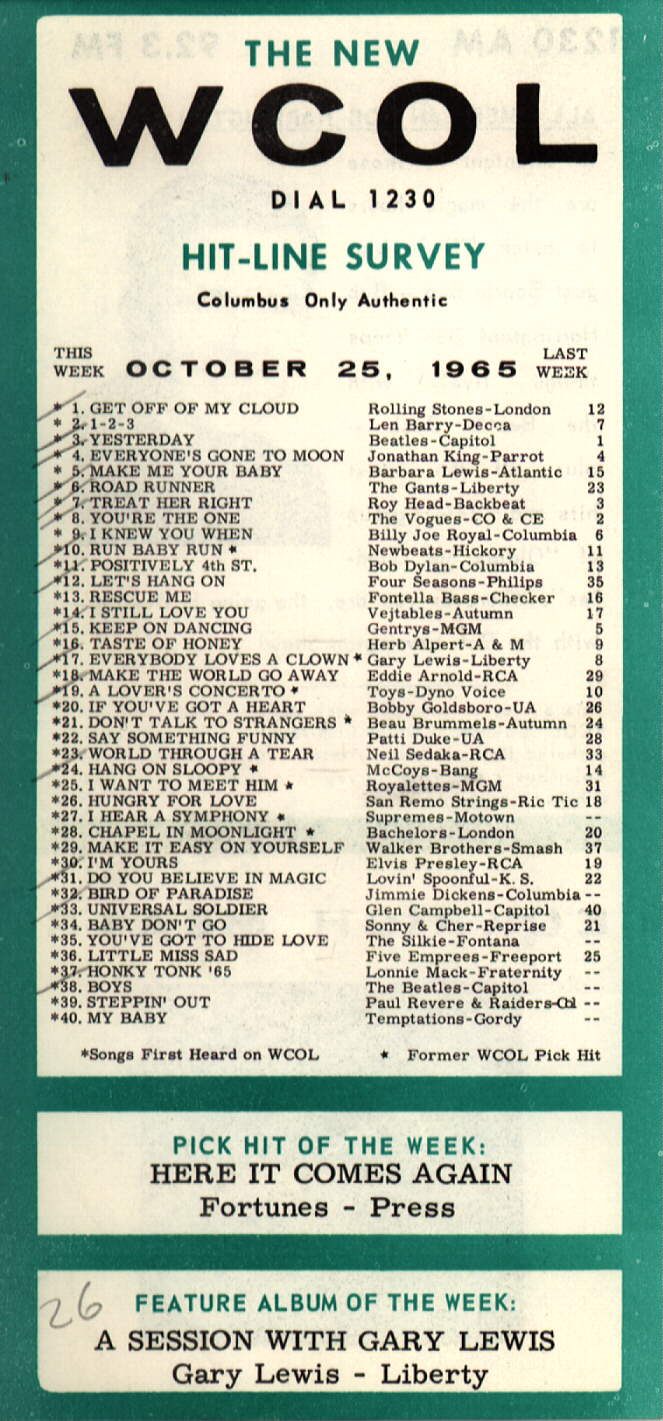 THE NEW
WCOL
DIAL 1230
HIT-LINE SURVEY
Columbus Only Authentic
THIS WEEK OCTOBER 25, 1965 LAST WEEK
* 1. GET OFF OF MY CLOUD Rolling Stones-London 12
* 2. 1-2-3 Len Barry-Decca 7
* 3. YESTERDAY Beatles-Capitol 1
* 4. EVERYONE'S GONE TO MOON Jonathan King-Parrot 4
* 5. MAKE ME YOUR BABY Barbara Lewis-Atlantic 15
* 6. ROAD RUNNER The Gants-Liberty 23
* 7. TREAT HER RIGHT Roy Head-Backbeat 3
* 8. YOU'RE THE ONE The Vogues-CO & CE 2
* 9. I KNEW YOU WHEN Billy Joe Royal-Columbia 6
*10. RUN BABY RUN ★ Newbeats-Hickory 11
*11. POSITIVELY 4th ST. Bob Dylan-Columbia 13
*12. LET'S HANG ON Four Seasons-Philips 35
*13. RESCUE ME Fontella Bass-Checker 16
*14. I STILL LOVE YOU Vejtables-Autumn 17
*15. KEEP ON DANCING Gentrys-MGM 5
*16. TASTE OF HONEY Herb Alpert-A & M 9
*17. EVERYBODY LOVES A CLOWN ★ Gary Lewis-Liberty 8
*18. MAKE THE WORLD GO AWAY Eddie Arnold-RCA 29
*19. A LOVER'S CONCERTO ★ Toys-Dyno Voice 10
*20. IF YOU'VE GOT A HEART Bobby Goldsboro-UA 26
*21. DON'T TALK TO STRANGERS ★ Beau Brummels-Autumn 24
*22. SAY SOMETHING FUNNY Patti Duke-UA 28
*23. WORLD THROUGH A TEAR Neil Sedaka-RCA 33
*24. HANG ON SLOOPY ★ McCoys-Bang 14
*25. I WANT TO MEET HIM ★ Royalettes-MGM 31
*26. HUNGRY FOR LOVE San Remo Strings-Ric Tic 18
*27. I HEAR A SYMPHONY ★ Supremes-Motown --
*28. CHAPEL IN MOONLIGHT ★ Bachelors-London 20
*29. MAKE IT EASY ON YOURSELF Walker Brothers-Smash 37
*30. I'M YOURS Elvis Presley-RCA 19
*31. DO YOU BELIEVE IN MAGIC Lovin' Spoonful-K. S. 22
*32. BIRD OF PARADISE Jimmie Dickens-Columbia --
*33. UNIVERSAL SOLDIER Glen Campbell-Capitol 40
*34. BABY DON'T GO Sonny & Cher-Reprise 21
*35. YOU'VE GOT TO HIDE LOVE The Silkie-Fontana --
*36. LITTLE MISS SAD Five Emprees-Freeport 25
*37. HONKY TONK '65 Lonnie Mack-Fraternity --
*38. BOYS The Beatles-Capitol --
*39. STEPPIN' OUT Paul Revere & Raiders-Col --
*40. MY BABY Temptations-Gordy --
*Songs First Heard on WCOL ★ Former WCOL Pick Hit
PICK HIT OF THE WEEK:
HERE IT COMES AGAIN
Fortunes - Press
26
FEATURE ALBUM OF THE WEEK:
A SESSION WITH GARY LEWIS
Gary Lewis - Liberty